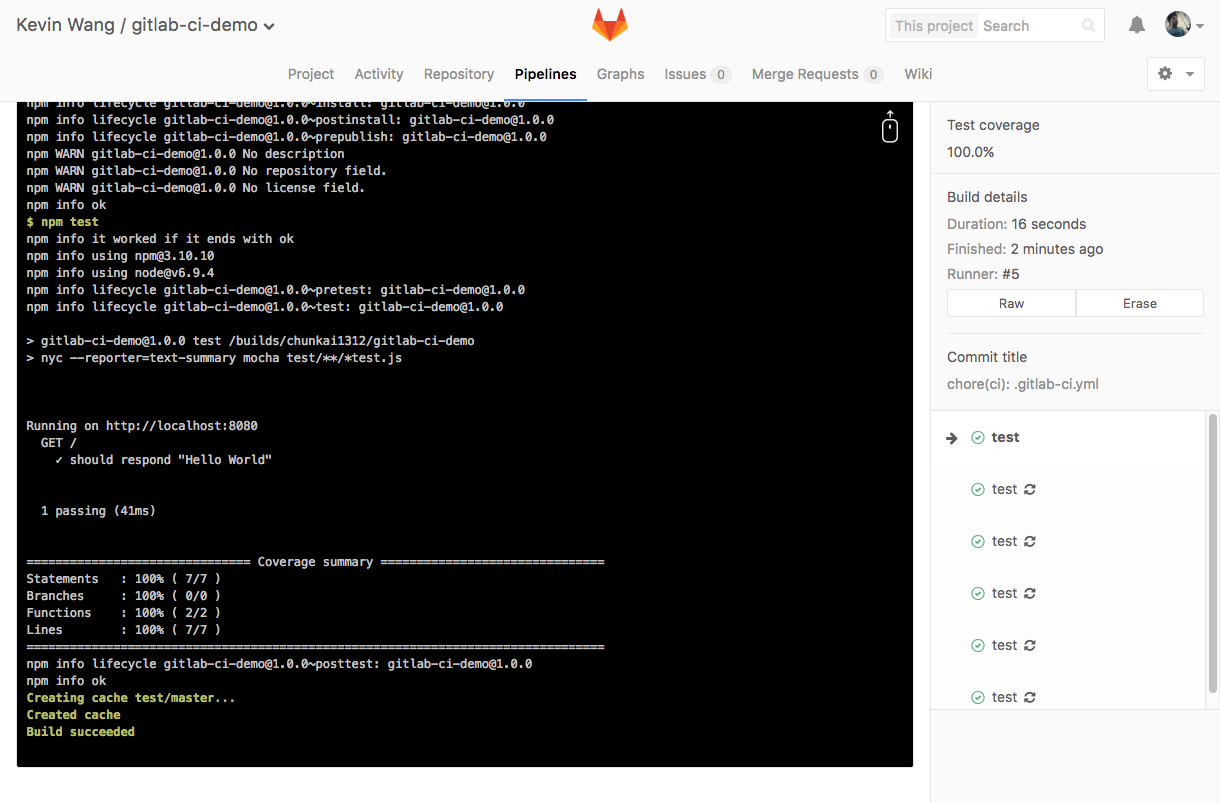 Kevin Wang / gitlab-ci-demo
This project Search
Project Activity Repository Pipelines Graphs Issues 0 Merge Requests 0 Wiki
npm info lifecycle gitlab-ci-demo@1.0.0~install: gitlab-ci-demo@1.0.0
npm info lifecycle gitlab-ci-demo@1.0.0~postinstall: gitlab-ci-demo@1.0.0
npm info lifecycle gitlab-ci-demo@1.0.0~prepublish: gitlab-ci-demo@1.0.0
npm WARN gitlab-ci-demo@1.0.0 No description
npm WARN gitlab-ci-demo@1.0.0 No repository field.
npm WARN gitlab-ci-demo@1.0.0 No license field.
npm info ok
$ npm test
npm info it worked if it ends with ok
npm info using npm@3.10.10
npm info using node@v6.9.4
npm info lifecycle gitlab-ci-demo@1.0.0~pretest: gitlab-ci-demo@1.0.0
npm info lifecycle gitlab-ci-demo@1.0.0~test: gitlab-ci-demo@1.0.0
> gitlab-ci-demo@1.0.0 test /builds/chunkai1312/gitlab-ci-demo
> nyc --reporter=text-summary mocha test/**/*test.js
Running on http://localhost:8080
GET /
✓ should respond "Hello World"
1 passing (41ms)
=============================== Coverage summary ===============================
Statements   : 100% ( 7/7 )
Branches     : 100% ( 0/0 )
Functions    : 100% ( 2/2 )
Lines        : 100% ( 7/7 )
================================================================================
npm info lifecycle gitlab-ci-demo@1.0.0~posttest: gitlab-ci-demo@1.0.0
npm info ok
Creating cache test/master...
Created cache
Build succeeded
Test coverage
100.0%
Build details
Duration: 16 seconds
Finished: 2 minutes ago
Runner: #5
Raw Erase
Commit title
chore(ci): .gitlab-ci.yml
test
test
test
test
test
test